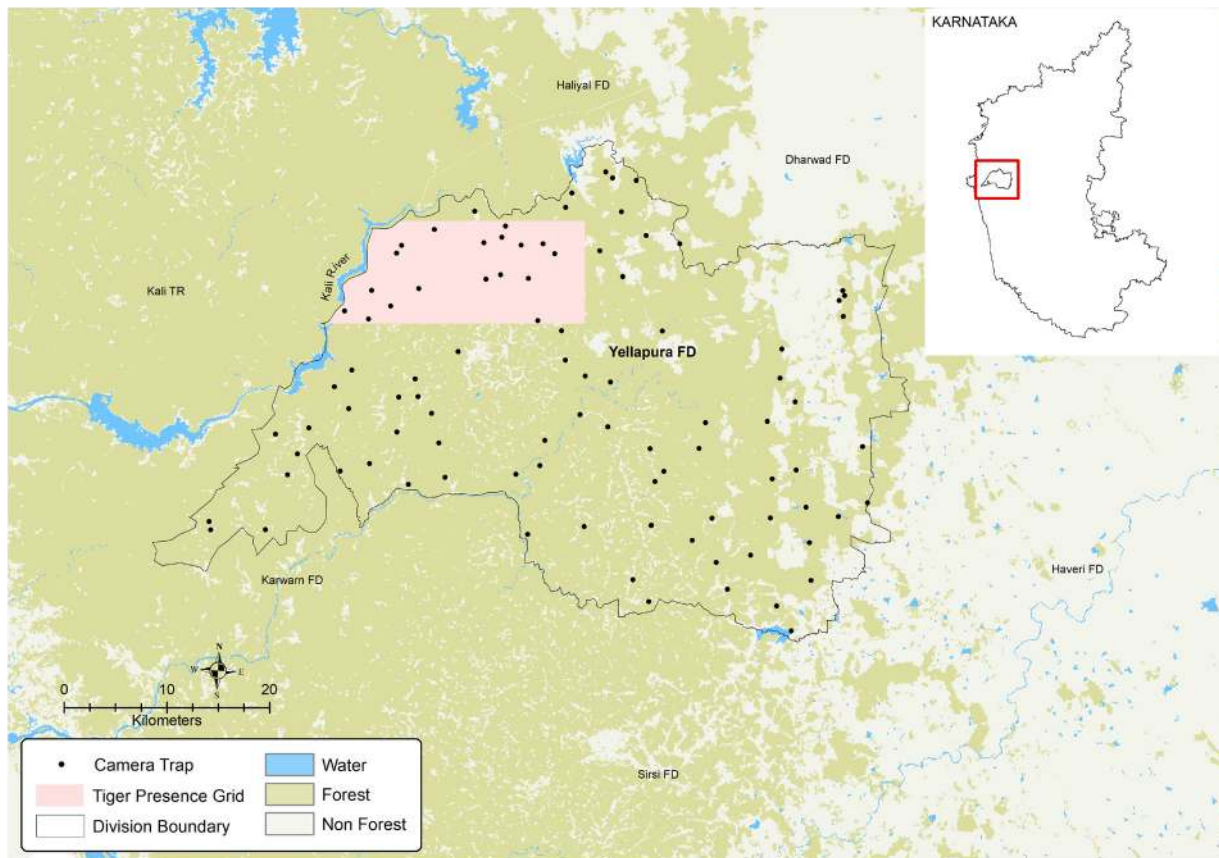 KARNATAKA
Haliyal FD
Dharwad FD
Kali River
Kali TR
Yellapura FD
Karwarn FD
Haveri FD
Sirsi FD
N
W
E
S
0 10 20
Kilometers
Camera Trap
Tiger Presence Grid
Division Boundary
Water
Forest
Non Forest